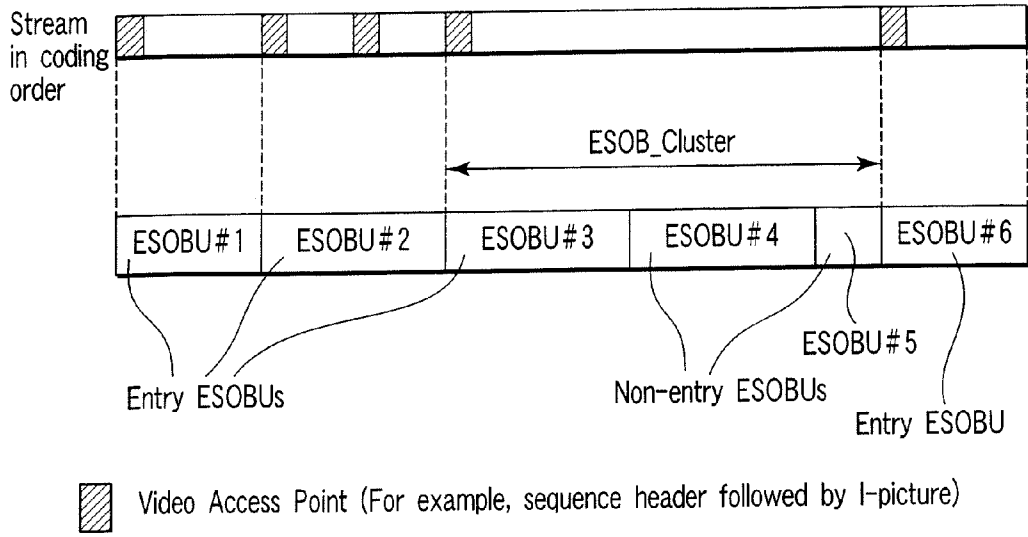 Stream
in coding
order
ESOB_Cluster
ESOBU#1
ESOBU#2
ESOBU#3
ESOBU#4
ESOBU#6
ESOBU#5
Entry ESOBUs
Non-entry ESOBUs
Entry ESOBU
Video Access Point (For example, sequence header followed by I-picture)